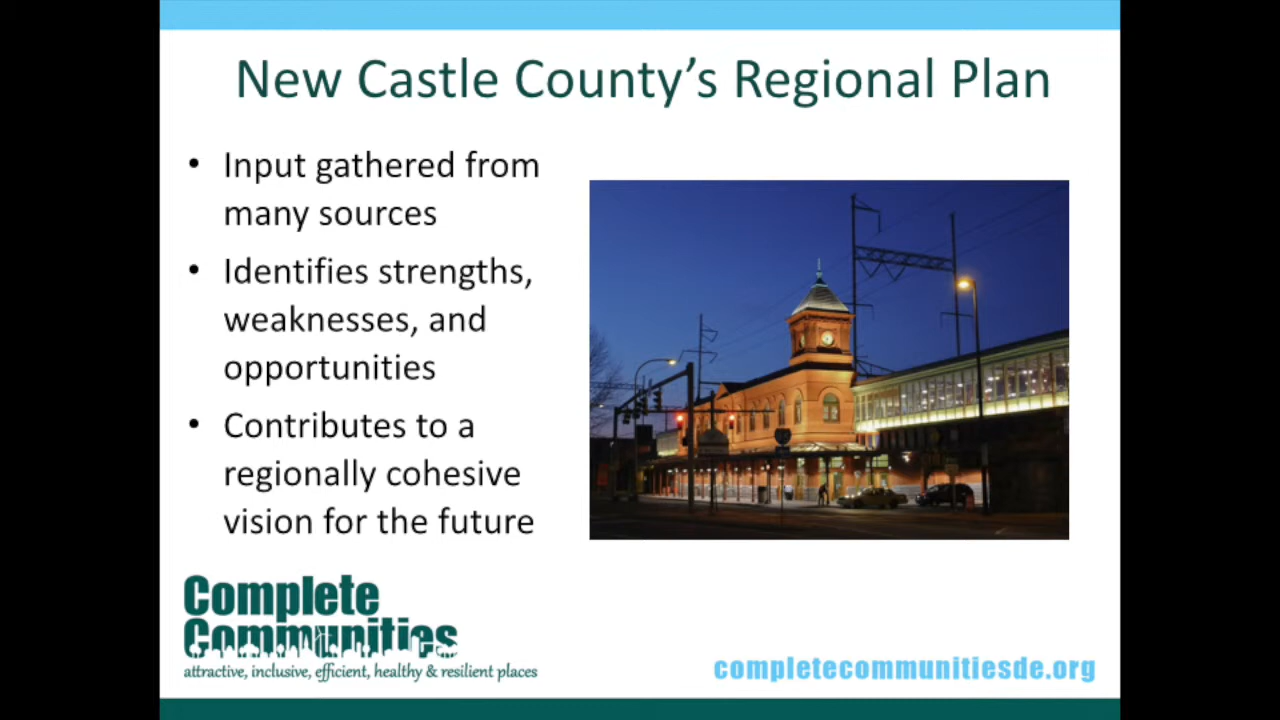 New Castle County’s Regional Plan
• Input gathered from
many sources
• Identifies strengths,
weaknesses, and
opportunities
• Contributes to a
regionally cohesive
vision for the future
Complete
Communities
attractive, inclusive, efficient, healthy & resilient places
completecommunitiesde.org